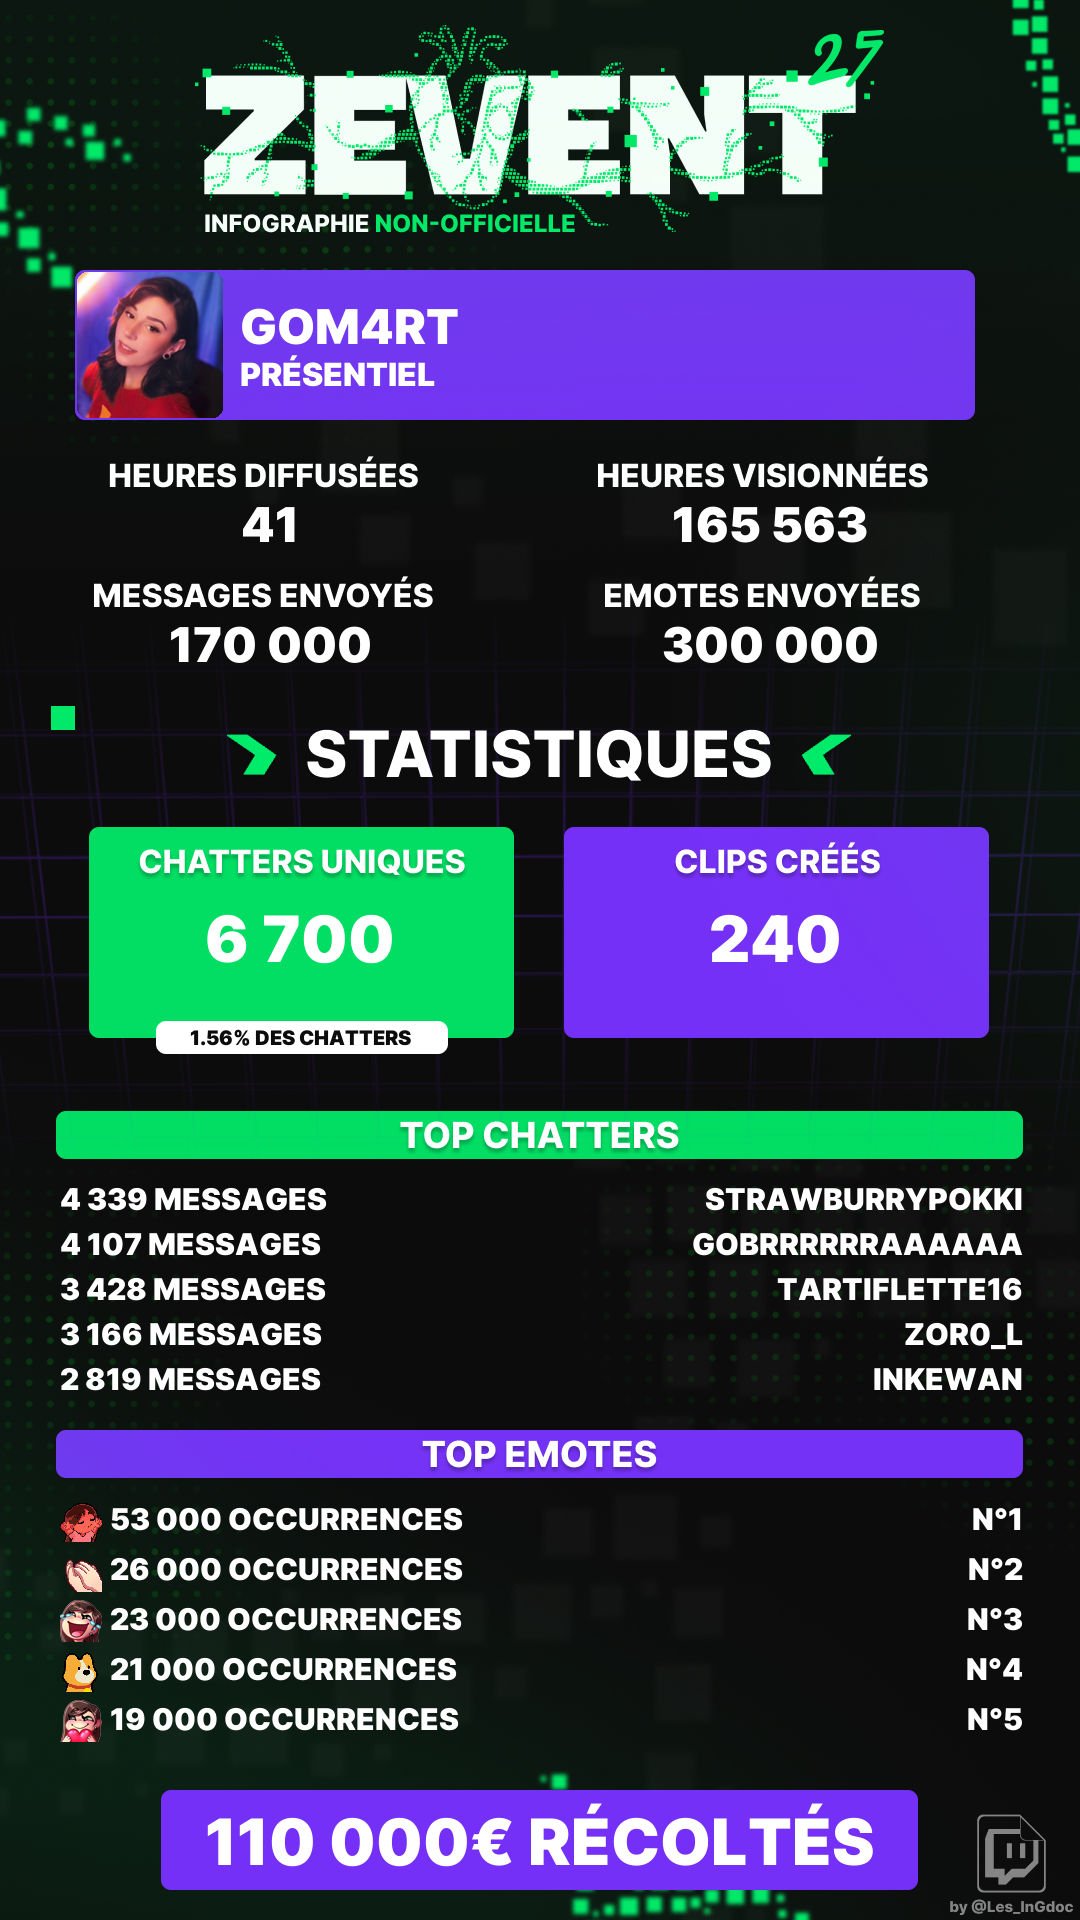 ZEVENT 25
INFOGRAPHIE NON-OFFICIELLE
GOM4RT
PRÉSENTIEL
HEURES DIFFUSÉES
41
HEURES VISIONNÉES
165 563
MESSAGES ENVOYÉS
170 000
EMOTES ENVOYÉES
300 000
STATISTIQUES
CHATTERS UNIQUES
6 700
1.56% DES CHATTERS
CLIPS CRÉÉS
240
TOP CHATTERS
4 339 MESSAGES STRAWBURRYPOKKI
4 107 MESSAGES GOBRRRRRRAAAAAA
3 428 MESSAGES TARTIFLETTE16
3 166 MESSAGES ZOR0_L
2 819 MESSAGES INKEWAN
TOP EMOTES
53 000 OCCURRENCES N°1
26 000 OCCURRENCES N°2
23 000 OCCURRENCES N°3
21 000 OCCURRENCES N°4
19 000 OCCURRENCES N°5
110 000€ RÉCOLTÉS
by @Les_InGdoc